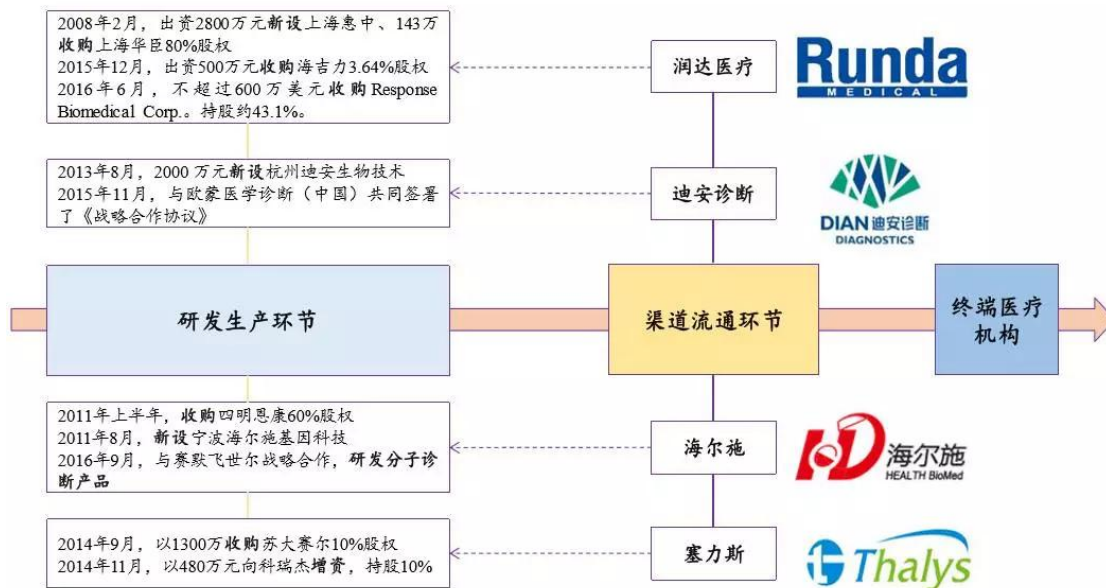 2008年2月，出资2800万元新设上海惠中、143万
收购上海华臣80%股权
2015年12月，出资500万元收购海吉力3.64%股权
2016年6月，不超过600万美元收购Response
Biomedical Corp.。持股约43.1%。
润达医疗
Runda
MEDICAL
2013年8月，2000 万元新设杭州迪安生物技术
2015年11月，与欧蒙医学诊断（中国）共同签署
了《战略合作协议》
迪安诊断
DIAN 迪安诊断
DIAGNOSTICS
研发生产环节
渠道流通环节
终端医疗
机构
2011年上半年，收购四明恩康60%股权
2011年8月，新设宁波海尔施基因科技
2016年9月，与赛默飞世尔战略合作，研发分子诊
断产品
海尔施
海尔施
HEALTH BioMed
2014年9月，以1300万收购苏大赛尔10%股权
2014年11月，以480万元向科瑞杰增资，持股10%
塞力斯
Thalys